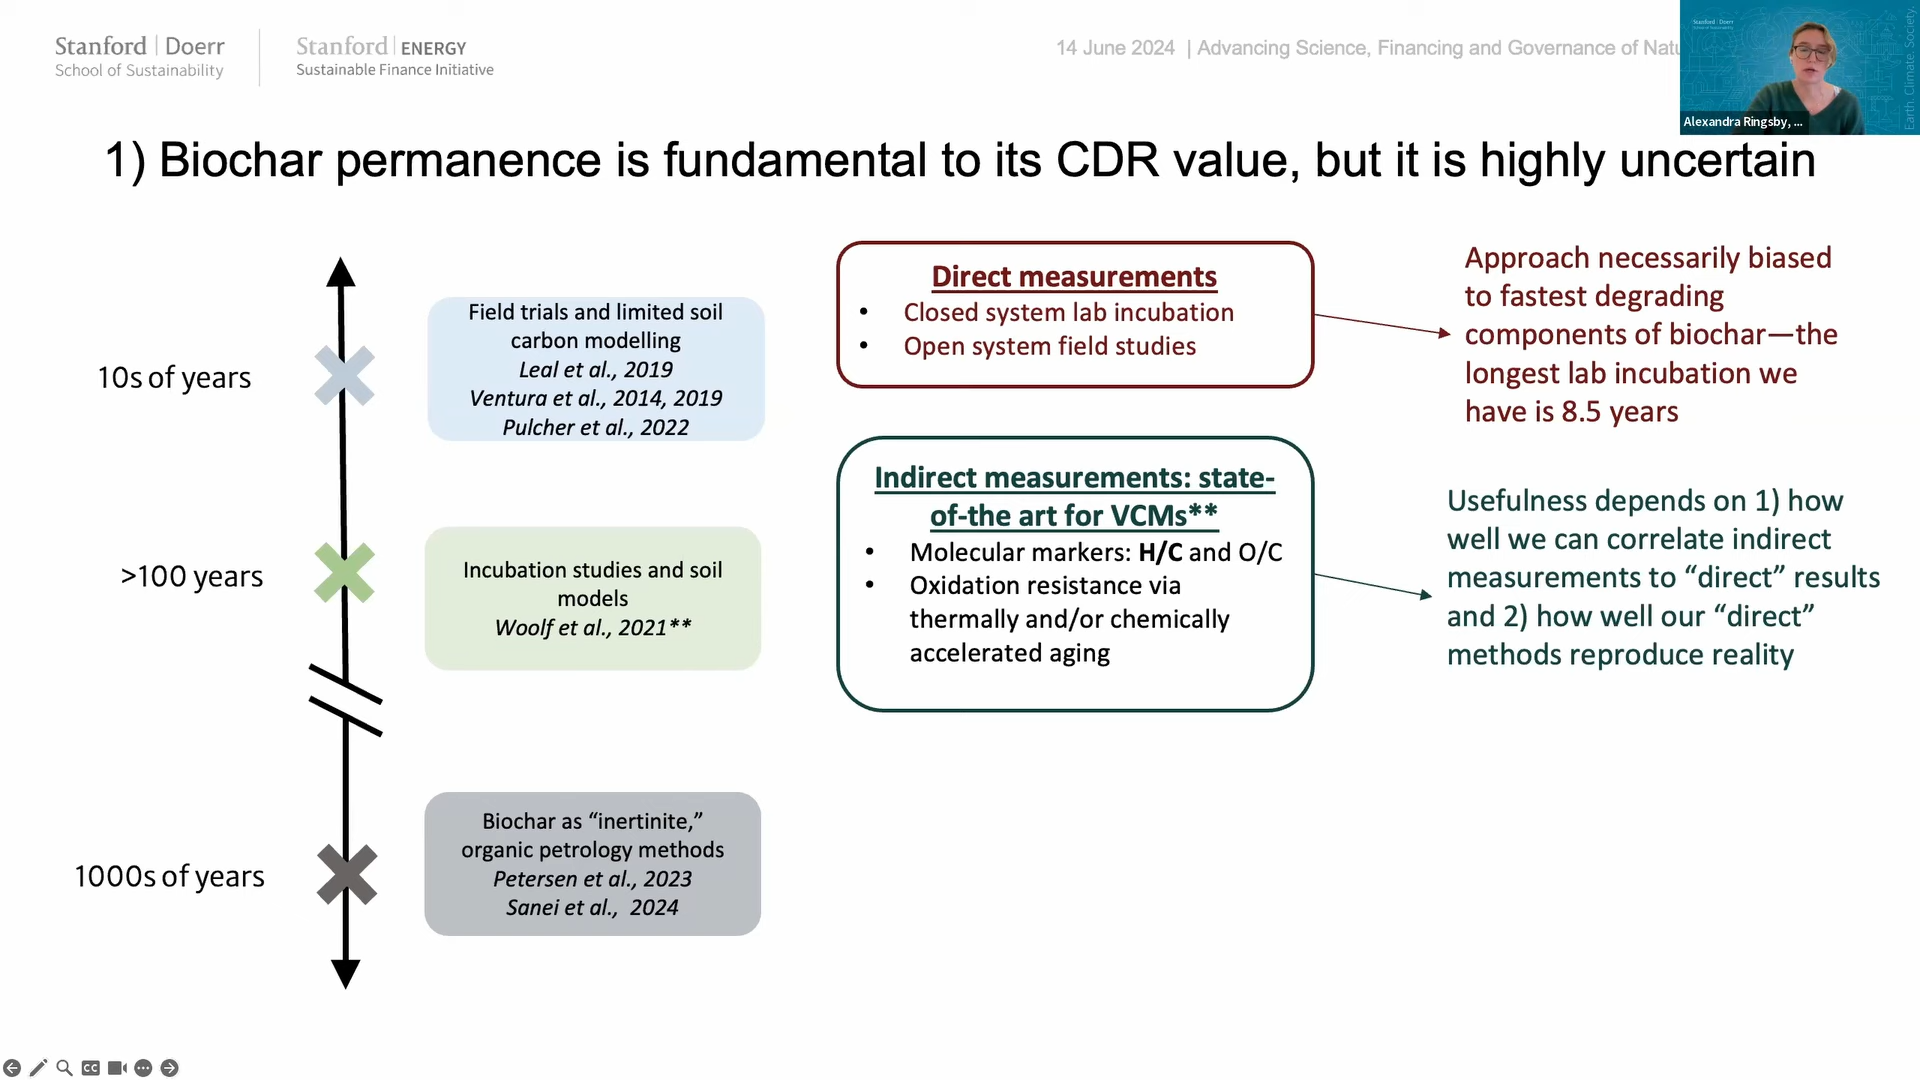 Stanford | Doerr
School of Sustainability
Stanford | ENERGY
Sustainable Finance Initiative
14 June 2024 | Advancing Science, Financing and Governance of Natu
Stanford | Doerr
Earth. Climate. Society.
Alexandra Ringsby, ...
1) Biochar permanence is fundamental to its CDR value, but it is highly uncertain
10s of years
Field trials and limited soil
carbon modelling
Leal et al., 2019
Ventura et al., 2014, 2019
Pulcher et al., 2022
>100 years
Incubation studies and soil
models
Woolf et al., 2021**
1000s of years
Biochar as “inertinite,”
organic petrology methods
Petersen et al., 2023
Sanei et al., 2024
Direct measurements
• Closed system lab incubation
• Open system field studies
Approach necessarily biased
to fastest degrading
components of biochar—the
longest lab incubation we
have is 8.5 years
Indirect measurements: state-
of-the art for VCMs**
• Molecular markers: H/C and O/C
• Oxidation resistance via
thermally and/or chemically
accelerated aging
Usefulness depends on 1) how
well we can correlate indirect
measurements to “direct” results
and 2) how well our “direct”
methods reproduce reality
CC